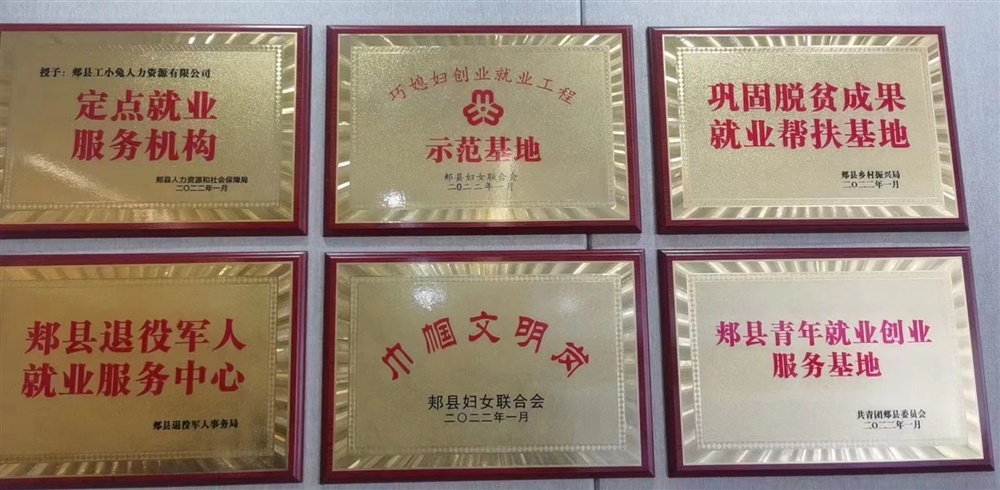 授予：郏县工小兔人力资源有限公司
定点就业
服务机构
郏县人力资源和社会保障局
二〇二二年一月
巧媳妇创业就业工程
示范基地
郏县妇女联合会
二〇二二年一月
巩固脱贫成果
就业帮扶基地
郏县乡村振兴局
二〇二二年一月
郏县退役军人
就业服务中心
郏县退役军人事务局
巾帼文明岗
郏县妇女联合会
二〇二二年一月
郏县青年就业创业
服务基地
共青团郏县委员会
二〇二二年一月